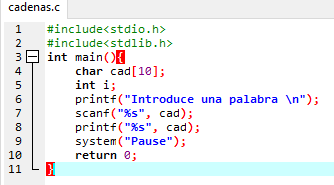 cadenas.c
1 #include<stdio.h>
2 #include<stdlib.h>
3 int main(){
4 char cad[10];
5 int i;
6 printf("Introduce una palabra \n");
7 scanf("%s", cad);
8 printf("%s", cad);
9 system("Pause");
10 return 0;
11 }